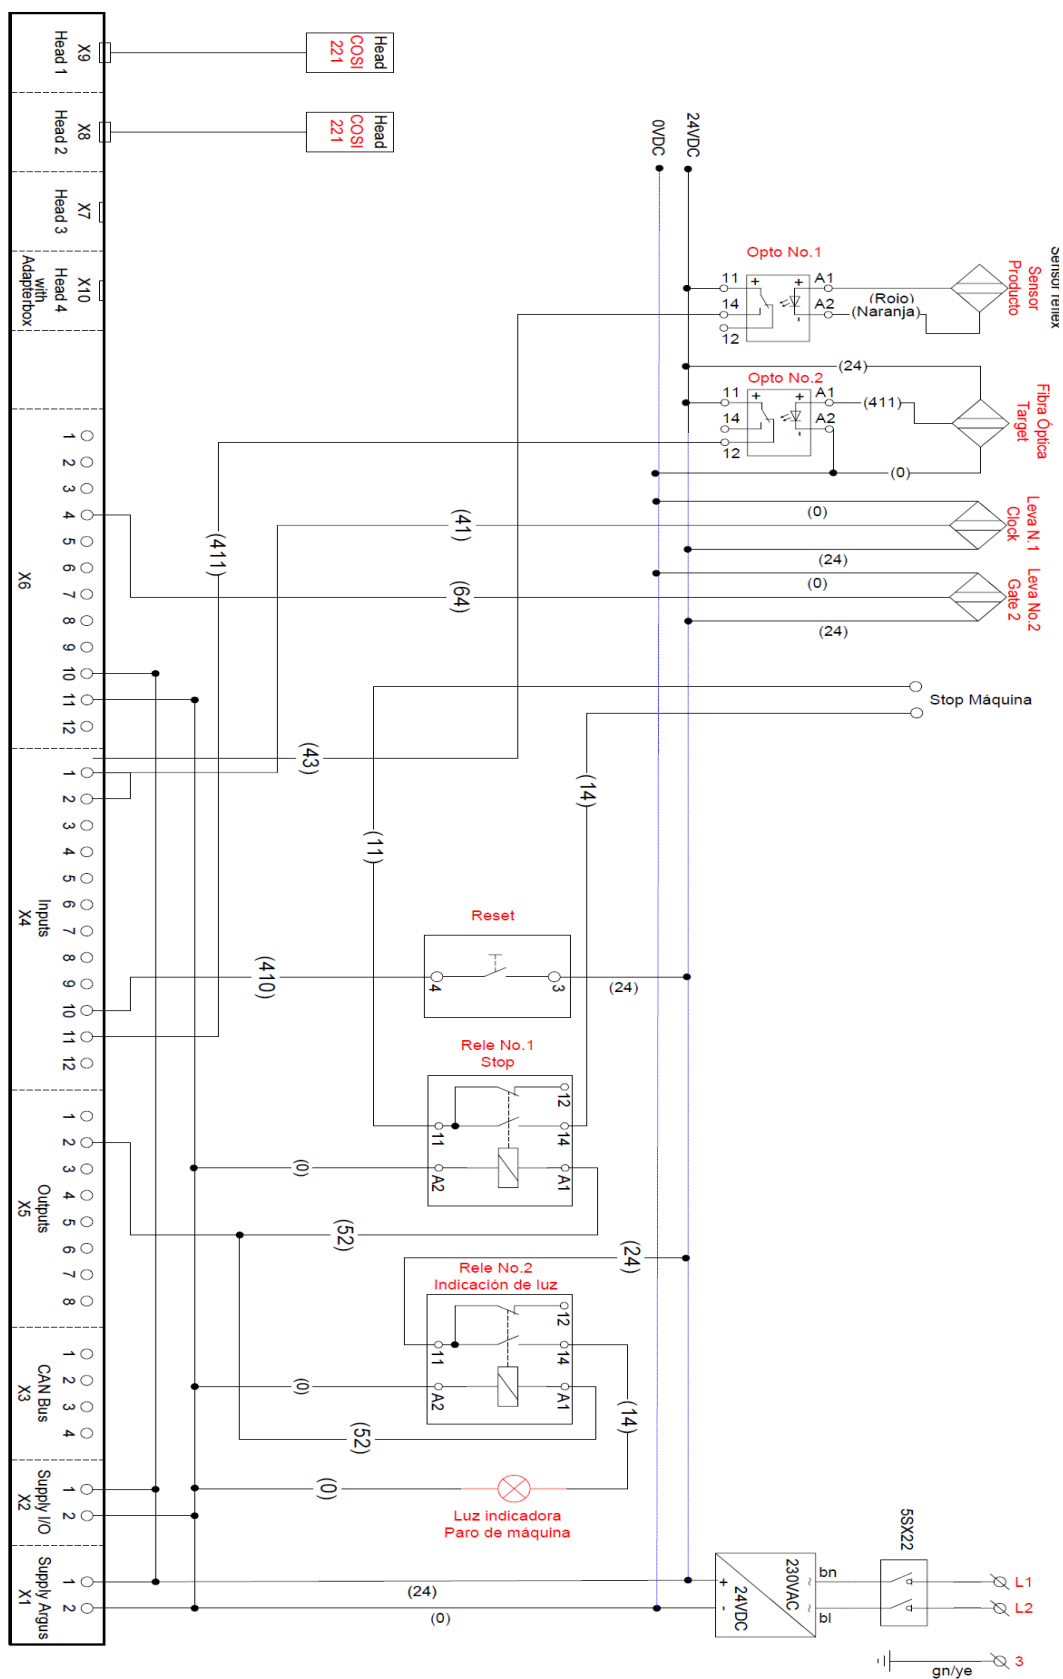 Head 1
X9
Head
COSI
221
Head 2
X8
Head
COSI
221
Head 3
X7
Head 4
with
Adapterbox
X10
0VDC
24VDC
Sensor reflex
Sensor
Producto
Opto No.1
11
14
12
+
+
-
A1
A2
(Rojo)
(Naranja)
(24)
Fibra Óptica
Target
Opto No.2
11
14
12
+
+
-
A1
A2
(411)
(0)
Leva N.1
Clock
(0)
(41)
(24)
Leva No.2
Gate 2
(0)
(64)
(24)
(411)
X6
1
2
3
4
5
6
7
8
9
10
11
12
Stop Máquina
(43)
(14)
(11)
Inputs
X4
1
2
3
4
5
6
7
8
9
10
11
12
Reset
4
3
(24)
(410)
Rele No.1
Stop
12
11
14
A2
A1
(0)
(52)
Outputs
X5
1
2
3
4
5
6
7
8
(24)
Rele No.2
Indicación de luz
12
11
14
A2
A1
(0)
(14)
(52)
CAN Bus
X3
1
2
3
4
(0)
Luz indicadora
Paro de máquina
Supply I/O
X2
1
2
Supply Argus
X1
1
2
(24)
(0)
+
-
230VAC
24VDC
~
~
bn
bl
5SX22
L1
L2
3
gn/ye